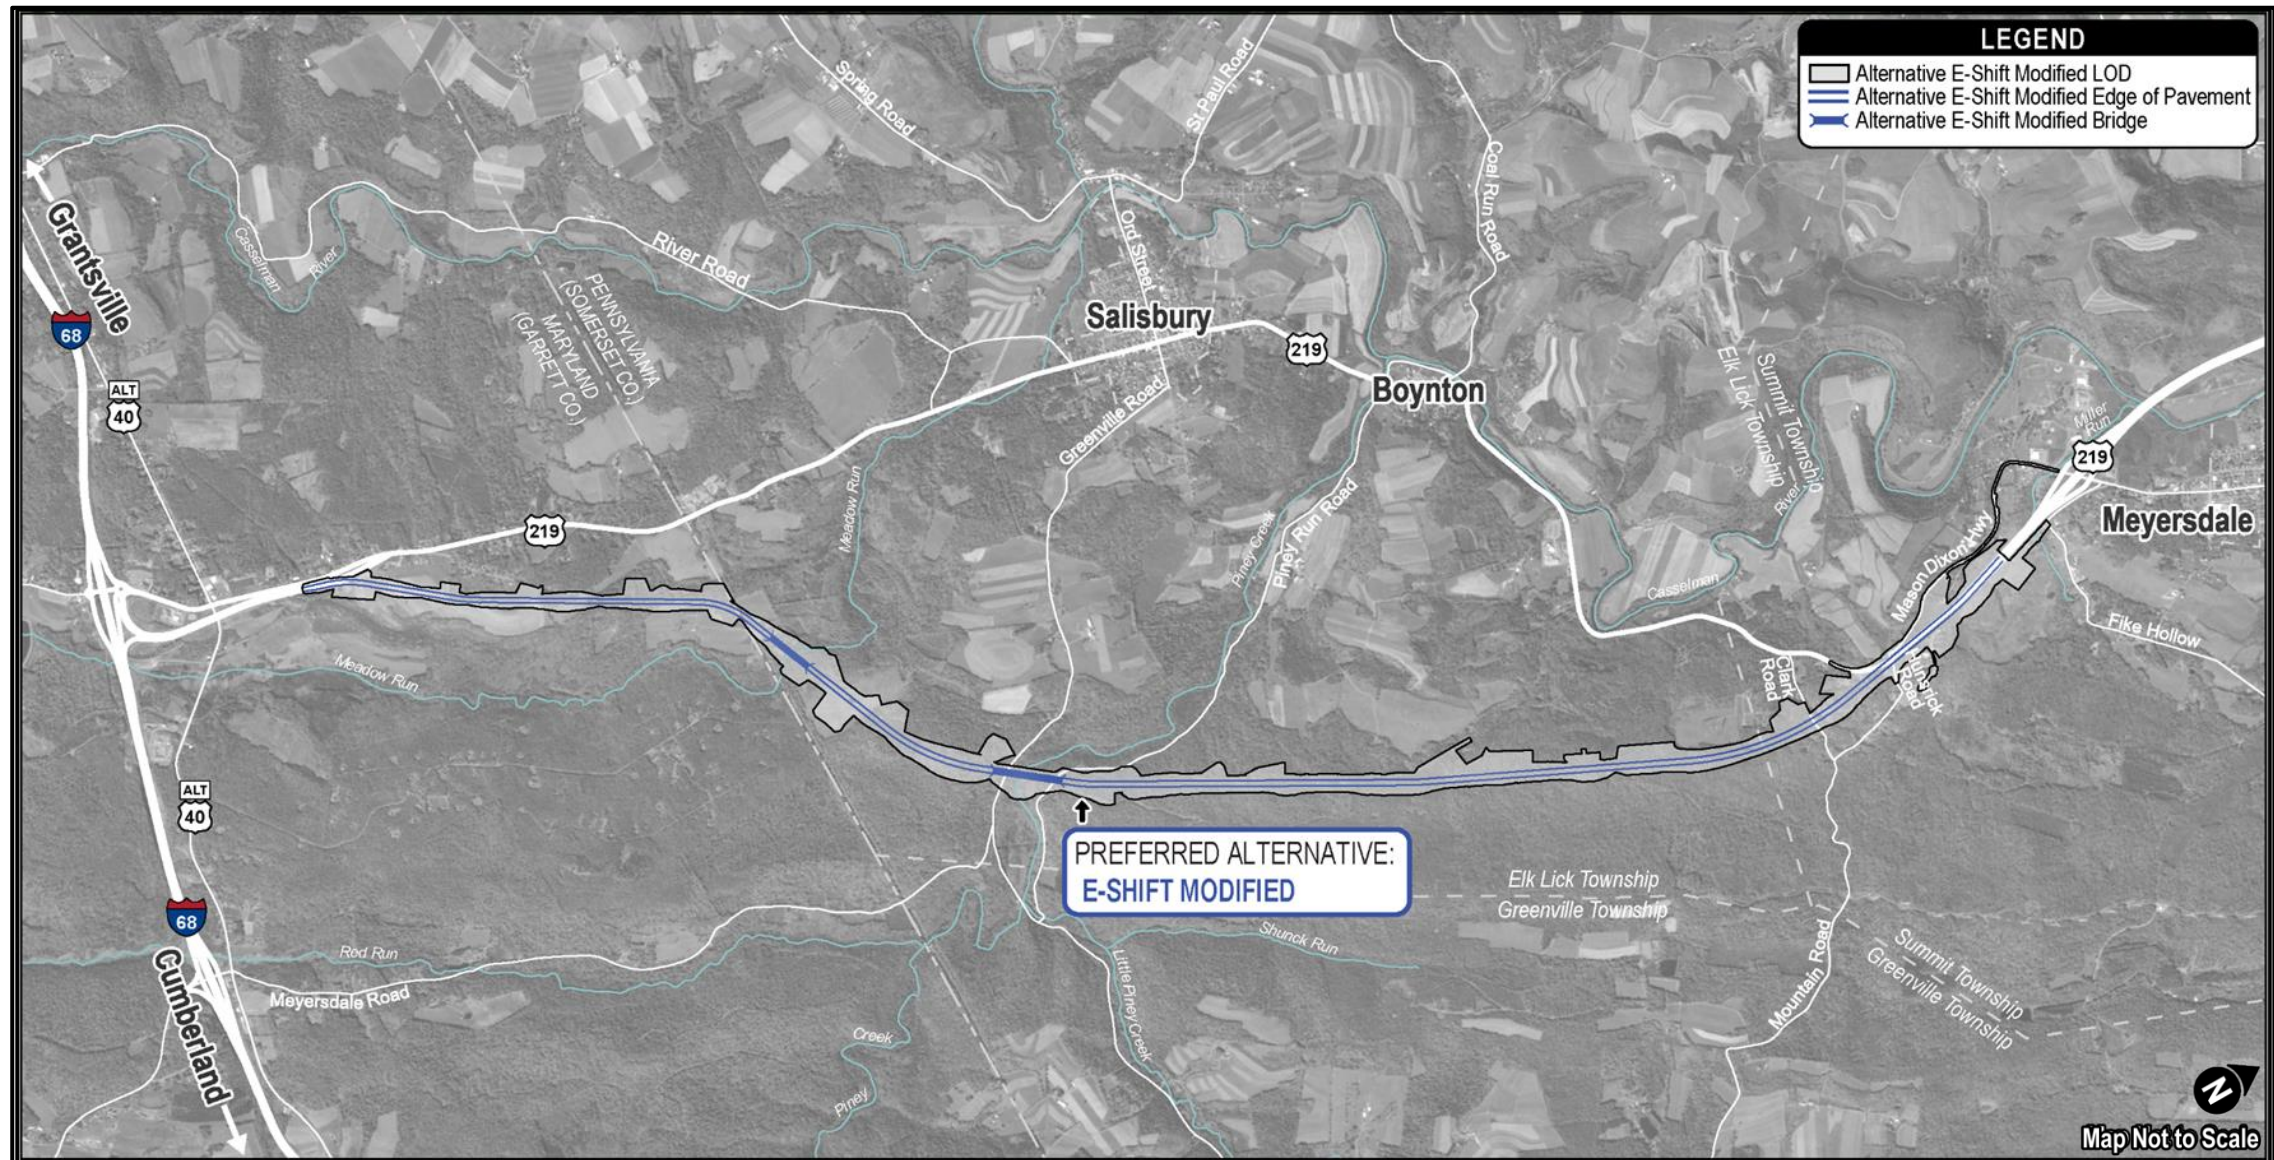 LEGEND
Alternative E-Shift Modified LOD
Alternative E-Shift Modified Edge of Pavement
Alternative E-Shift Modified Bridge
Spring Road
St Paul Road
Coal Run Road
Grantsville
Casselman
River
River Road
Ord Street
68
ALT
40
PENNSYLVANIA
(SOMERSET CO.)
MARYLAND
(GARRETT CO.)
Salisbury
219
Boynton
Greenville Road
Elk Lick Township
Summit Township
Miller
Run
219
Meyersdale
Meadow Run
219
Piney Creek
Piney Run Road
River
Casselman
Mason Dixon Hwy
Fike Hollow
Clark
Road
Hunsrick
Road
Meadow Run
ALT
40
PREFERRED ALTERNATIVE:
E-SHIFT MODIFIED
Elk Lick Township
Greenville Township
68
Cumberland
Red Run
Meyersdale Road
Shunck Run
Little Piney Creek
Creek
Piney
Mountain Road
Summit Township
Greenville Township
N
Map Not to Scale